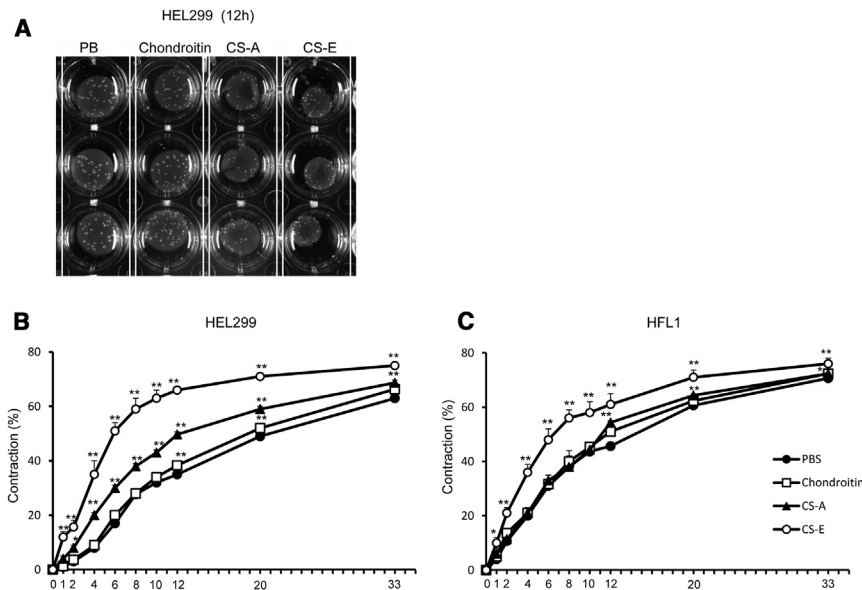 A
HEL299 (12h)
PB Chondroitin CS-A CS-E
B
HEL299
Contraction (%)
80
60
40
20
0
0 1 2 4 6 8 10 12 20 33
** ** ** ** ** ** ** ** ** **
* ** ** ** ** ** ** **
** **
C
HFL1
Contraction (%)
80
60
40
20
0
0 1 2 4 6 8 10 12 20 33
* ** ** ** ** ** ** ** **
** **
PBS
Chondroitin
CS-A
CS-E